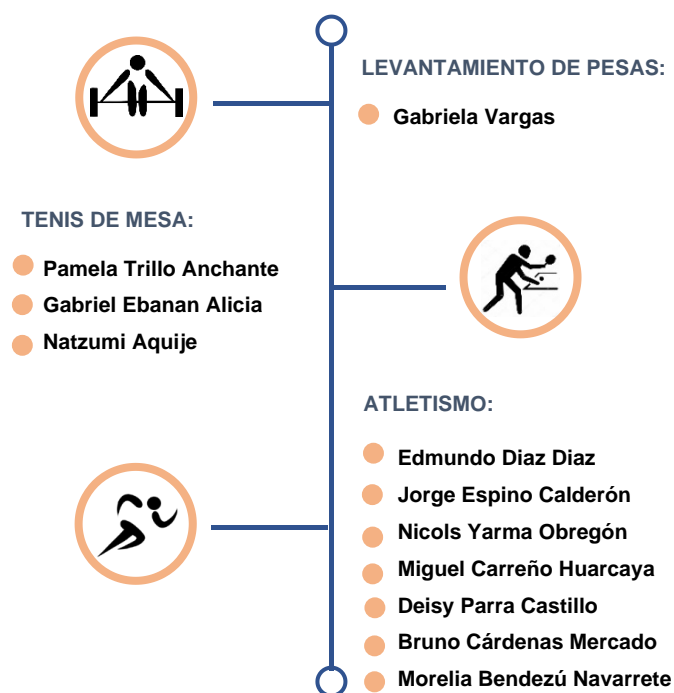 LEVANTAMIENTO DE PESAS:
Gabriela Vargas
TENIS DE MESA:
Pamela Trillo Anchante
Gabriel Ebanan Alicia
Natzumi Aquije
ATLETISMO:
Edmundo Diaz Diaz
Jorge Espino Calderón
Nicols Yarma Obregón
Miguel Carreño Huarcaya
Deisy Parra Castillo
Bruno Cárdenas Mercado
Morelia Bendezú Navarrete